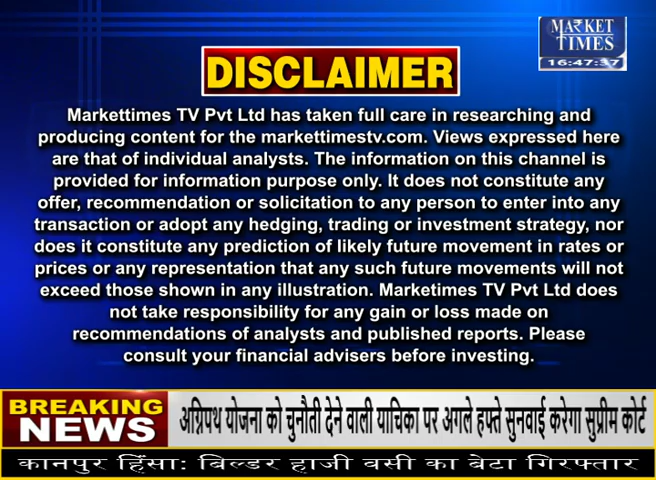 MARKET
TIMES
16:47:37
DISCLAIMER
Markettimes TV Pvt Ltd has taken full care in researching and
producing content for the markettimestv.com. Views expressed here
are that of individual analysts. The information on this channel is
provided for information purpose only. It does not constitute any
offer, recommendation or solicitation to any person to enter into any
transaction or adopt any hedging, trading or investment strategy, nor
does it constitute any prediction of likely future movement in rates or
prices or any representation that any such future movements will not
exceed those shown in any illustration. Marketimes TV Pvt Ltd does
not take responsibility for any gain or loss made on
recommendations of analysts and published reports. Please
consult your financial advisers before investing.
BREAKING
NEWS
अग्निपथ योजना को चुनौती देने वाली याचिका पर अगले हफ्ते सुनवाई करेगा सुप्रीम कोर्ट
कानपुर हिंसा: बिल्डर हाजी वसी का बेटा गिरफ्तार